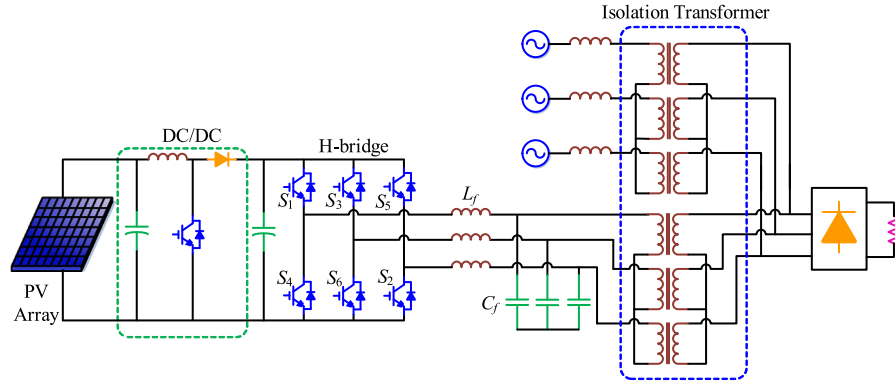 Isolation Transformer
DC/DC
H-bridge
S1
S3
S5
Lf
S4
S6
S2
Cf
PV
Array